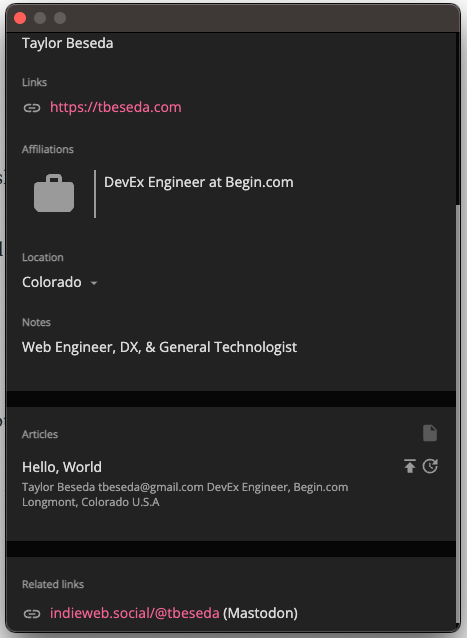 Taylor Beseda
Links
https://tbeseda.com
Affiliations
DevEx Engineer at Begin.com
Location
Colorado
Notes
Web Engineer, DX, & General Technologist
Articles
Hello, World
Taylor Beseda tbeseda@gmail.com DevEx Engineer, Begin.com
Longmont, Colorado U.S.A
Related links
indieweb.social/@tbeseda (Mastodon)